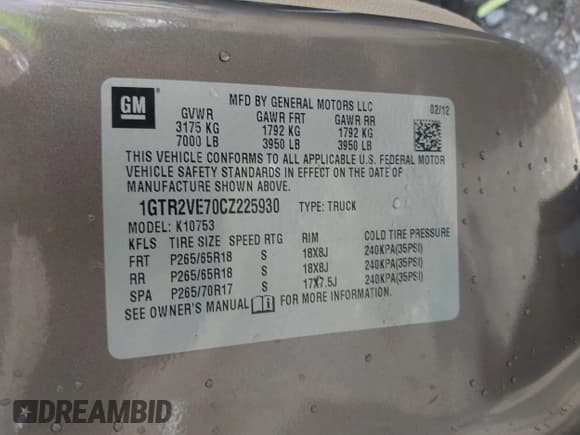 GM
MFD BY GENERAL MOTORS LLC
02/12
GVWR GAWR FRT GAWR RR
3175 KG 1792 KG 1792 KG
7000 LB 3950 LB 3950 LB
THIS VEHICLE CONFORMS TO ALL APPLICABLE U.S. FEDERAL MOTOR
VEHICLE SAFETY STANDARDS IN EFFECT ON THE DATE OF
MANUFACTURE SHOWN ABOVE.
1GTR2VE70CZ225930 TYPE: TRUCK
MODEL: K10753
KFLS TIRE SIZE SPEED RTG RIM COLD TIRE PRESSURE
FRT P265/65R18 S 18X8J 240KPA(35PSI)
RR P265/65R18 S 18X8J 240KPA(35PSI)
SPA P265/70R17 S 17X7.5J 240KPA(35PSI)
SEE OWNER'S MANUAL FOR MORE INFORMATION.
DREAMBID